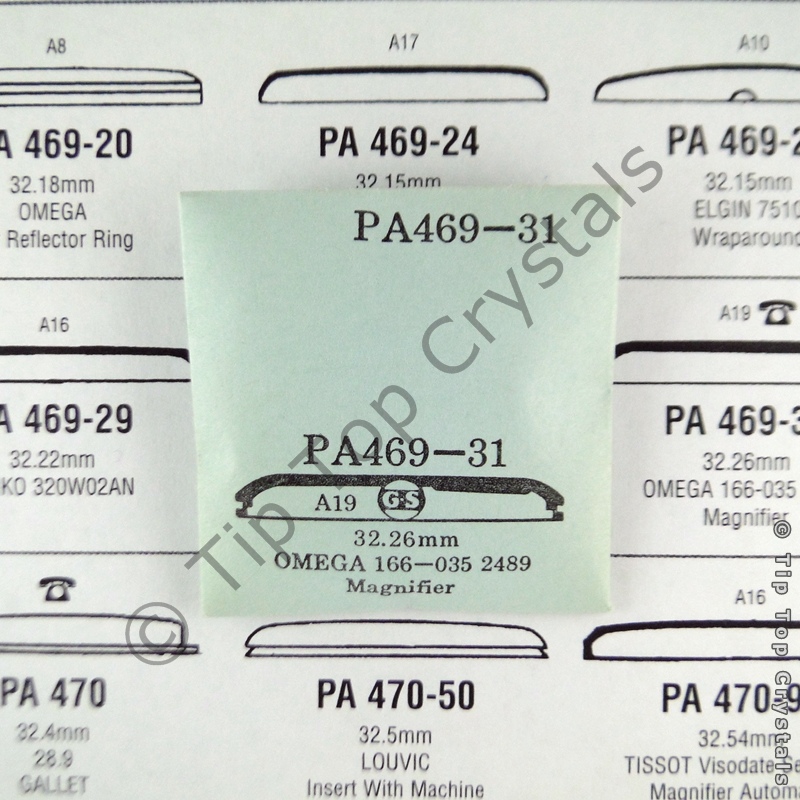 A8
A17
A10
A 469-20
PA 469-24
PA 469-2
32.18mm
32.15mm
32.15mm
OMEGA
ELGIN 7510
Reflector Ring
Wraparound
PA469-31
A16
A19
A 469-29
PA 469-3
32.22mm
32.26mm
KO 320W02AN
OMEGA 166-035
Magnifier
PA469-31
A19 GS
32.26mm
OMEGA 166-035 2489
Magnifier
A16
PA 470
PA 470-50
PA 470-9
32.4mm
32.5mm
32.54mm
28.9
LOUVIC
TISSOT Visodate Se
GALLET
Insert With Machine
Magnifier Automa
© Tip Top Crystals
© Tip Top Crystals